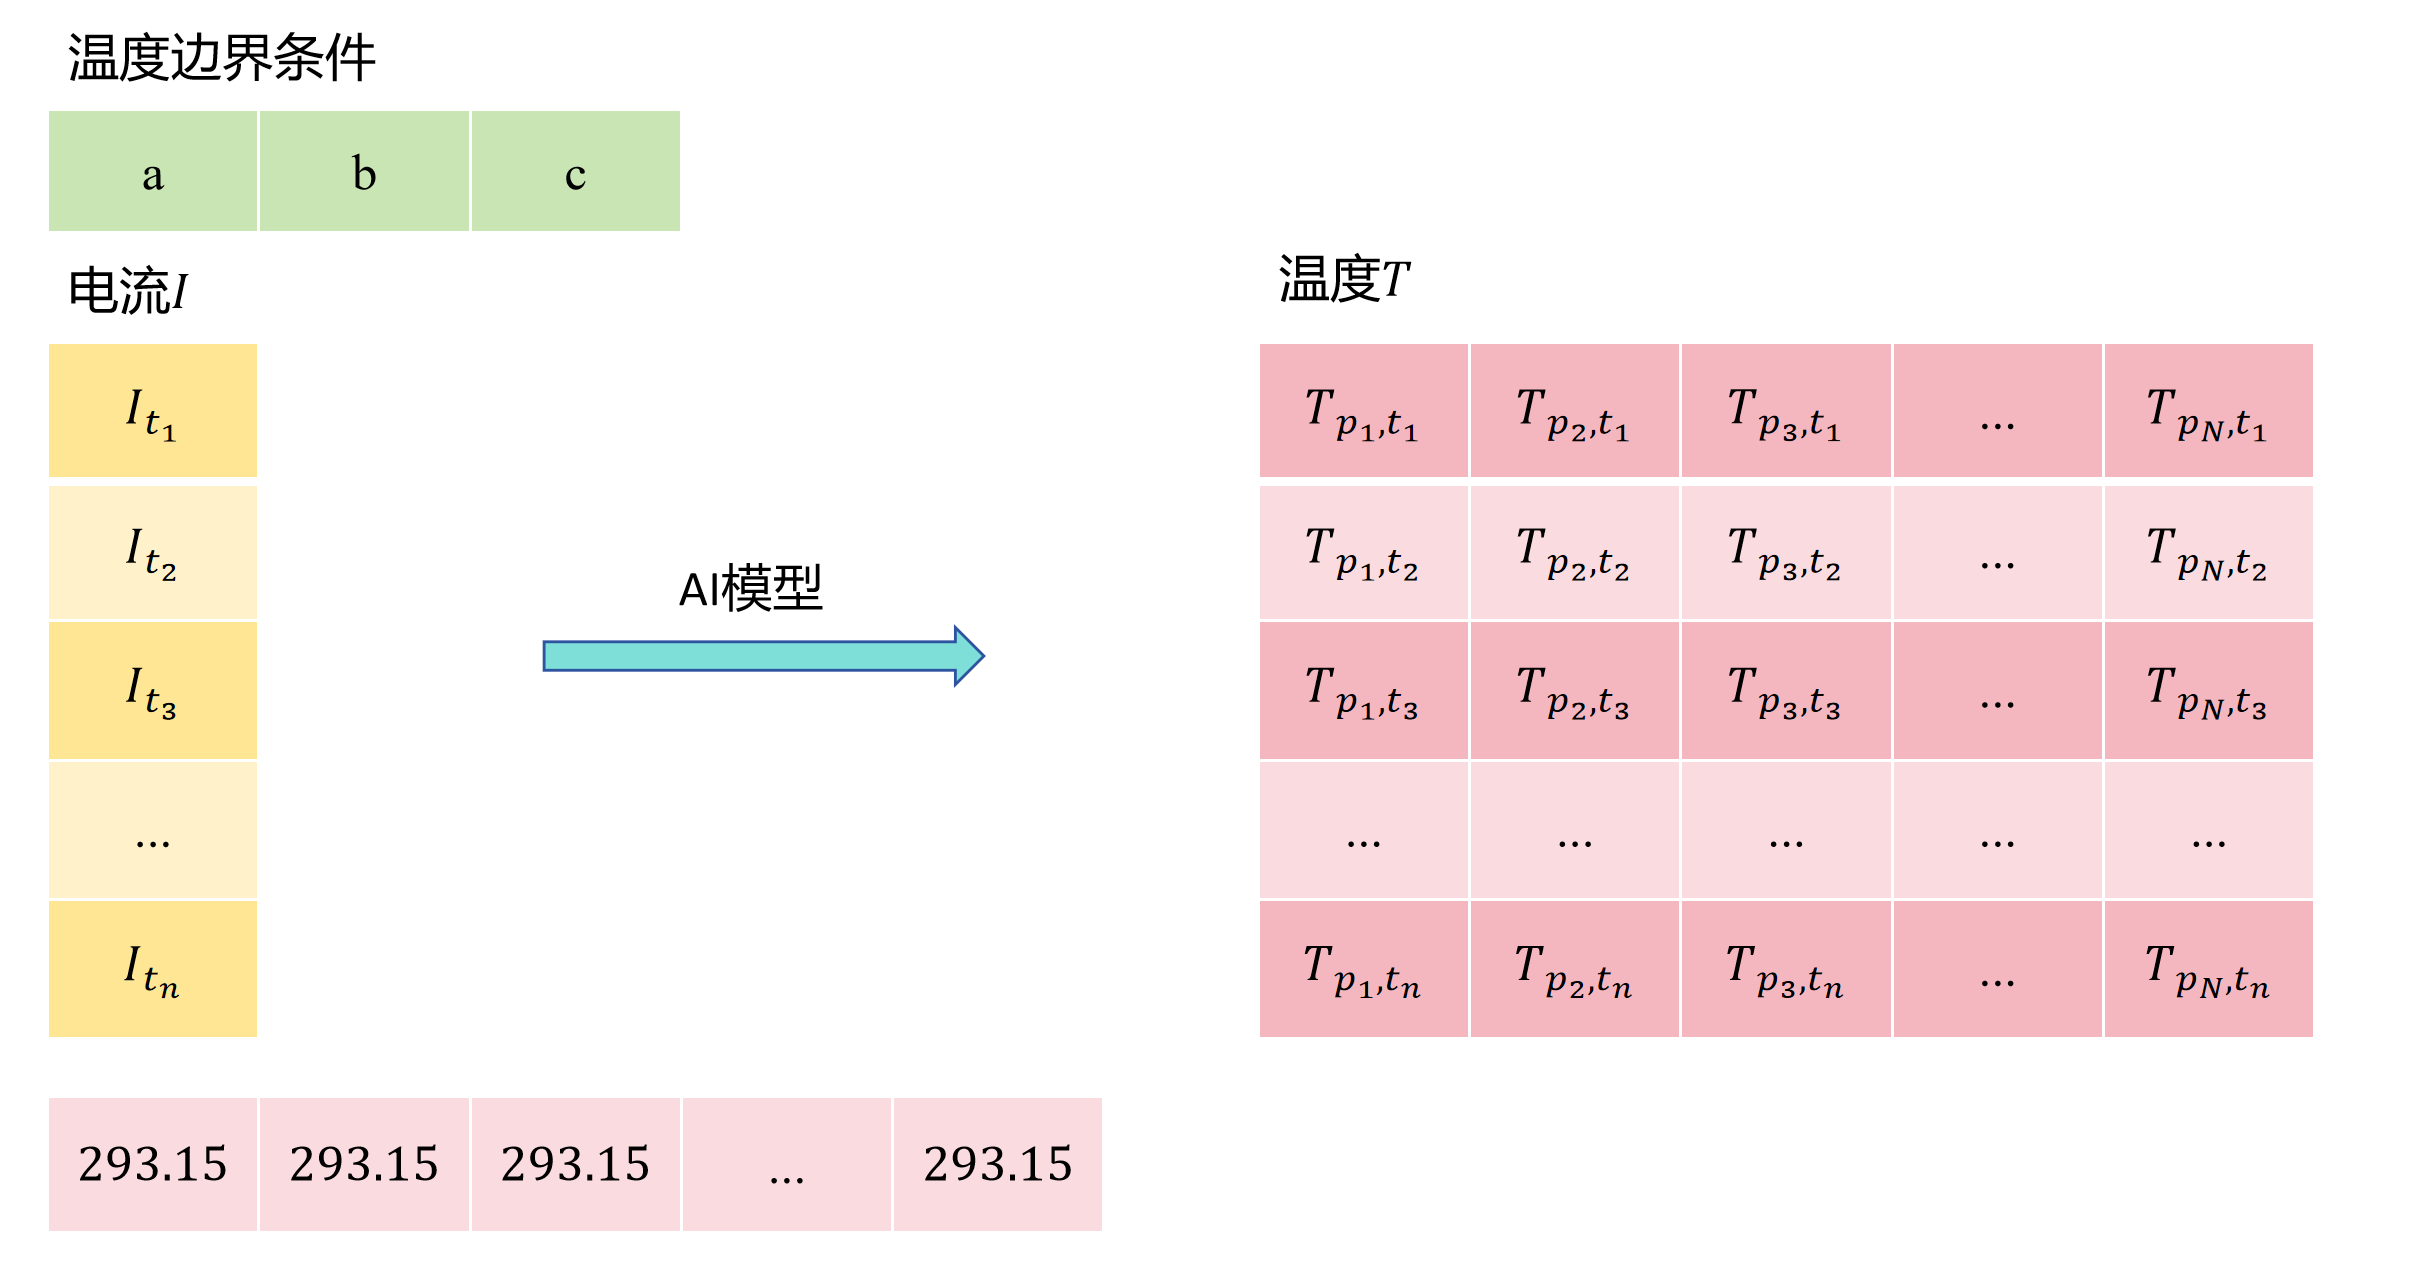 温度边界条件
a b c
电流I
温度T
I_{t_1}
T_{p_1,t_1} T_{p_2,t_1} T_{p_3,t_1} ... T_{p_N,t_1}
I_{t_2}
T_{p_1,t_2} T_{p_2,t_2} T_{p_3,t_2} ... T_{p_N,t_2}
AI模型
I_{t_3}
T_{p_1,t_3} T_{p_2,t_3} T_{p_3,t_3} ... T_{p_N,t_3}
...
... ... ... ... ...
I_{t_n}
T_{p_1,t_n} T_{p_2,t_n} T_{p_3,t_n} ... T_{p_N,t_n}
293.15 293.15 293.15 ... 293.15